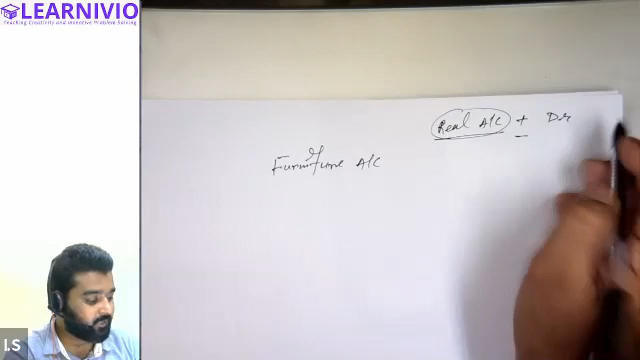 LEARNIVIO
Teaching Creativity and Inventive Problem Solving
Real A/C + Dr
Furniture A/C
I.S